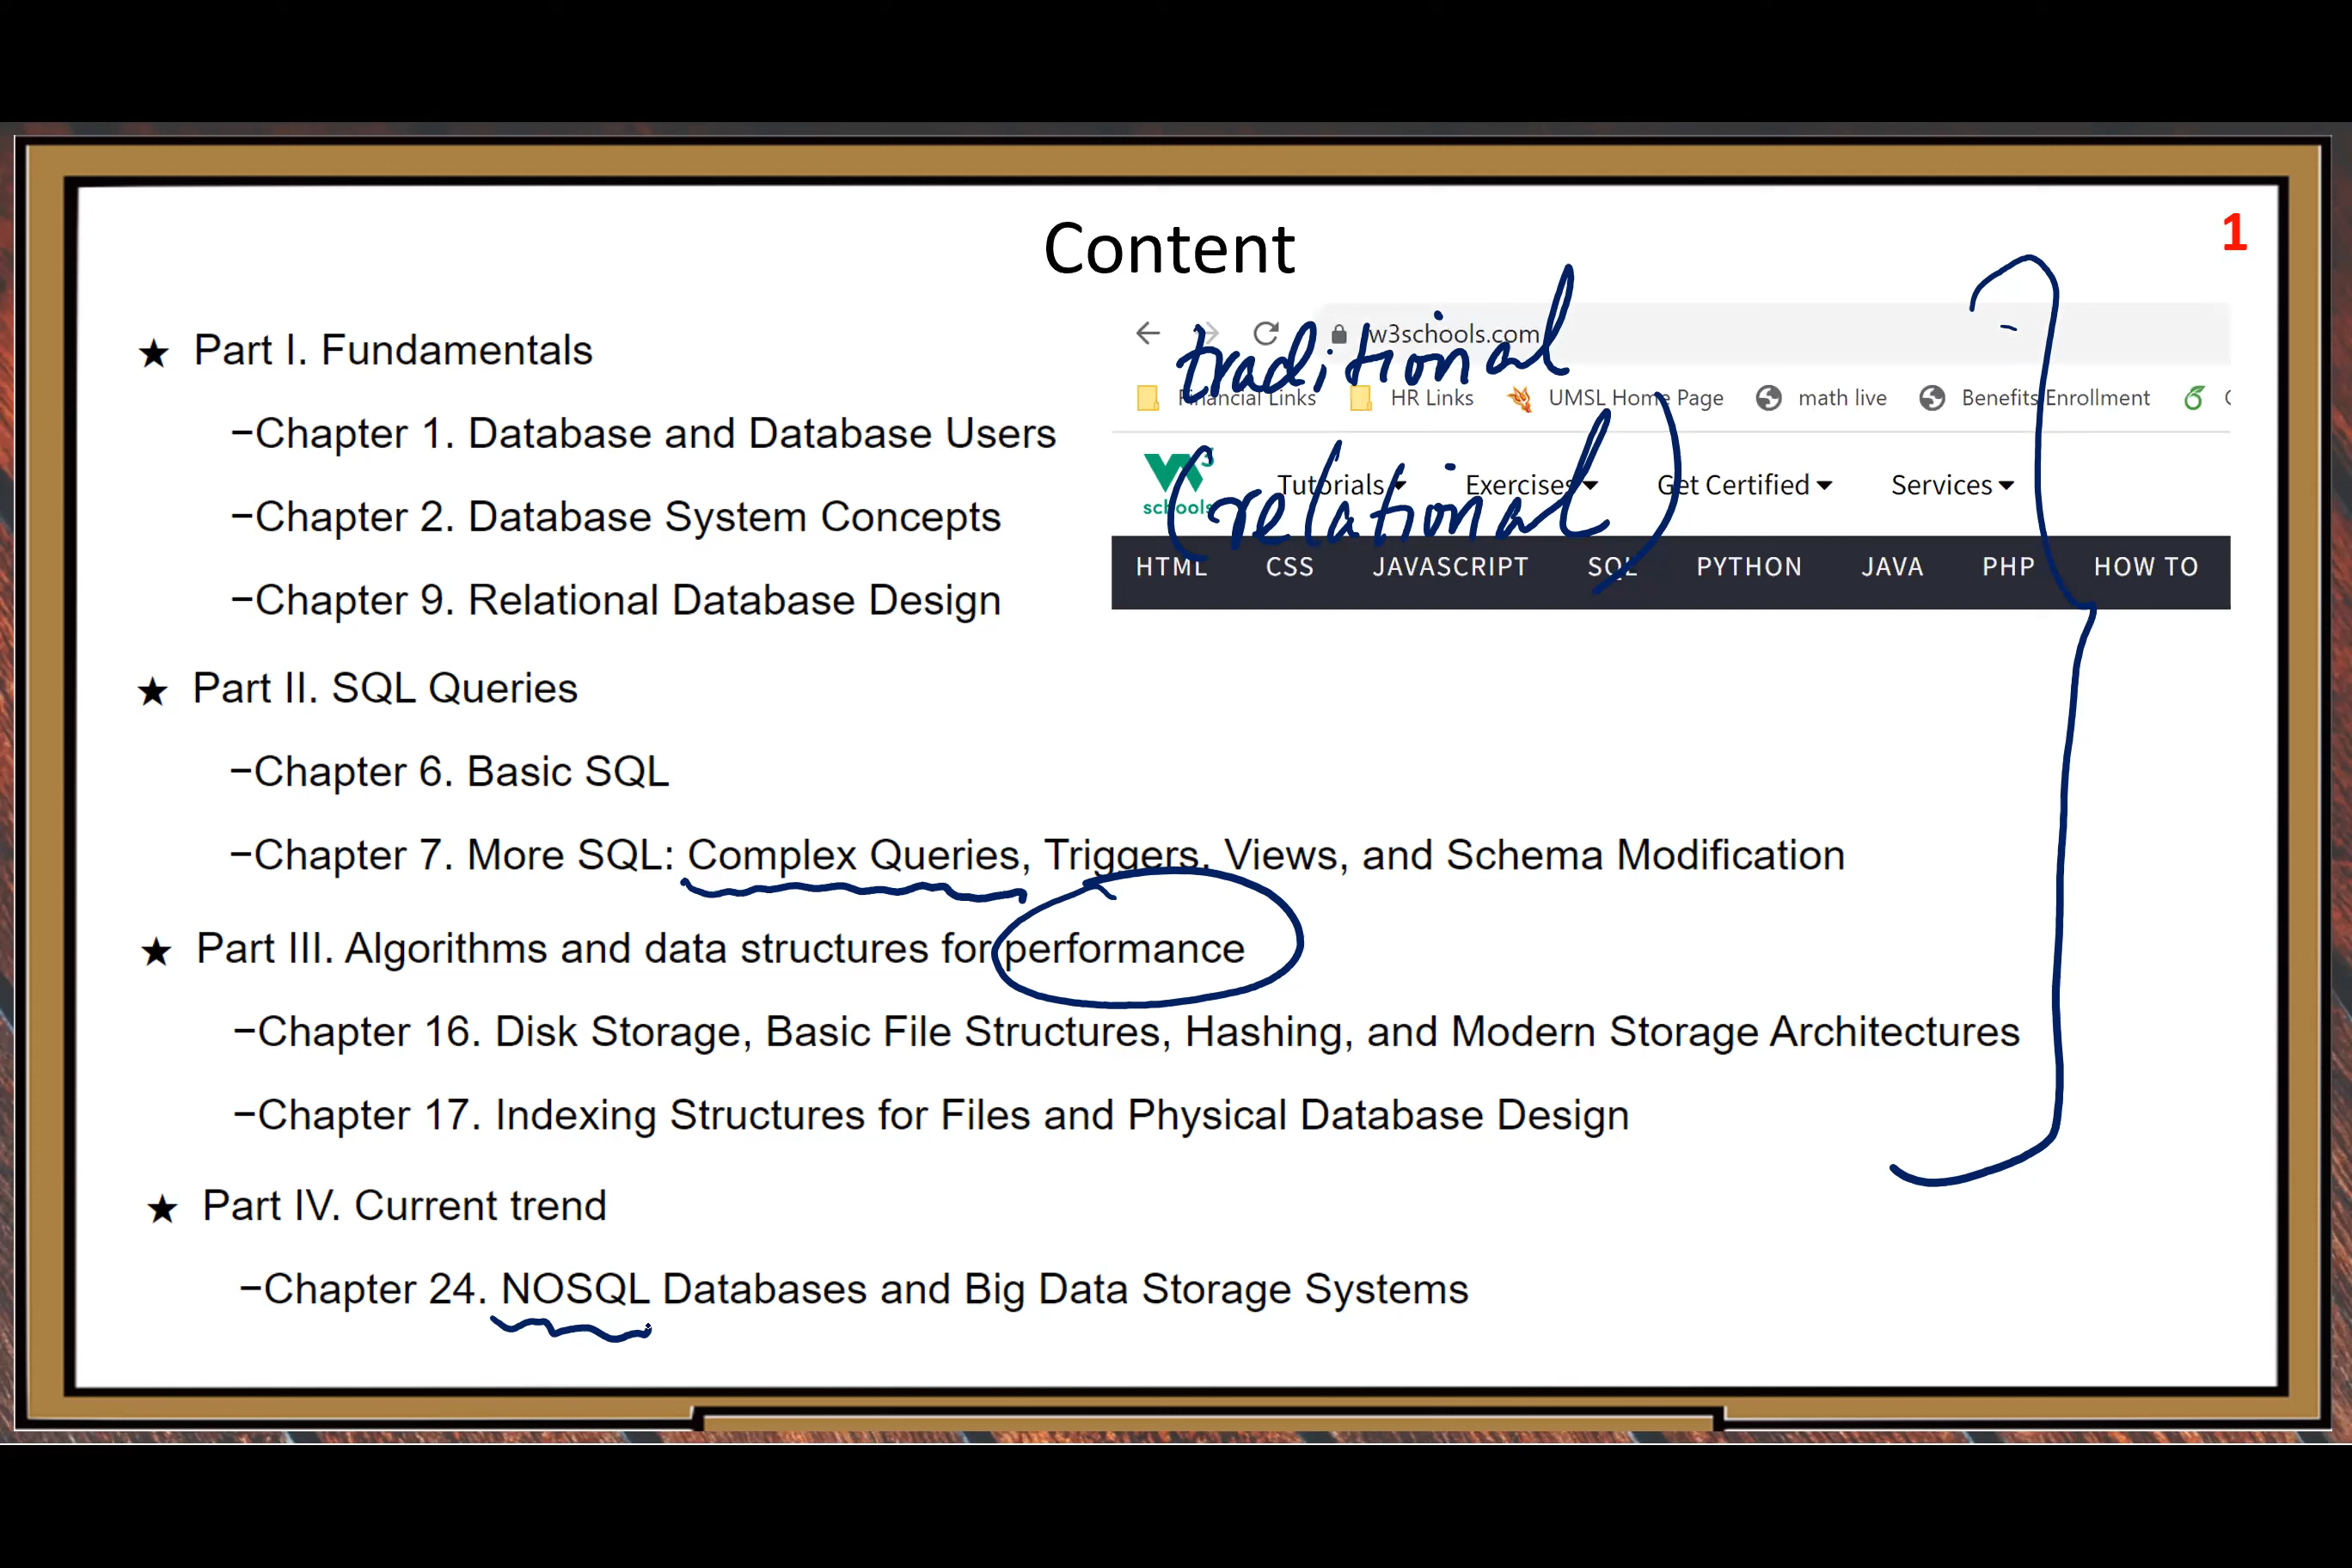 Content
1
★ Part I. Fundamentals
−Chapter 1. Database and Database Users
−Chapter 2. Database System Concepts
−Chapter 9. Relational Database Design
w3schools.com
traditional
Financial Links HR Links UMSL Home Page math live Benefits Enrollment
W3 schools Tutorials Exercises Get Certified Services
(relational)
HTML CSS JAVASCRIPT SQL PYTHON JAVA PHP HOW TO
★ Part II. SQL Queries
−Chapter 6. Basic SQL
−Chapter 7. More SQL: Complex Queries, Triggers, Views, and Schema Modification
★ Part III. Algorithms and data structures for performance
−Chapter 16. Disk Storage, Basic File Structures, Hashing, and Modern Storage Architectures
−Chapter 17. Indexing Structures for Files and Physical Database Design
★ Part IV. Current trend
−Chapter 24. NOSQL Databases and Big Data Storage Systems